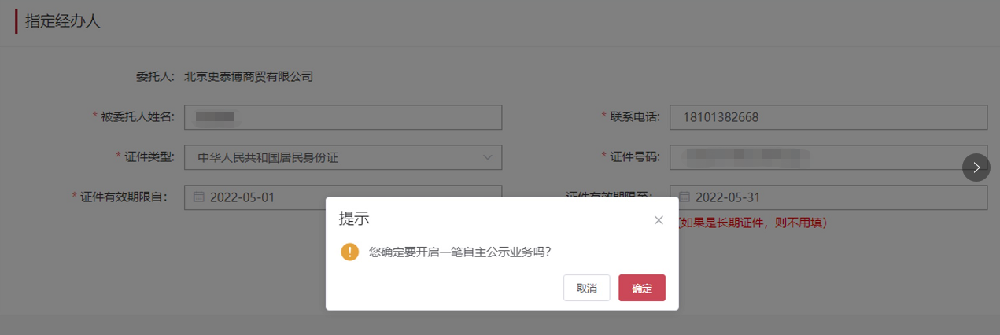 指定经办人
委托人: 北京史泰博商贸有限公司
* 被委托人姓名:
* 联系电话: 18101382668
* 证件类型: 中华人民共和国居民身份证
* 证件号码:
* 证件有效期限自: 2022-05-01
证件有效期限至: 2022-05-31
(如果是长期证件，则不用填)
提示
您确定要开启一笔自主公示业务吗?
取消 确定